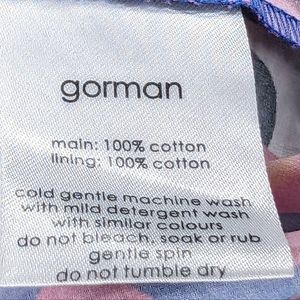 gorman
main: 100% cotton
lining: 100% cotton
cold gentle machine wash
with mild detergent wash
with similar colours
do not bleach, soak or rub
gentle spin
do not tumble dry